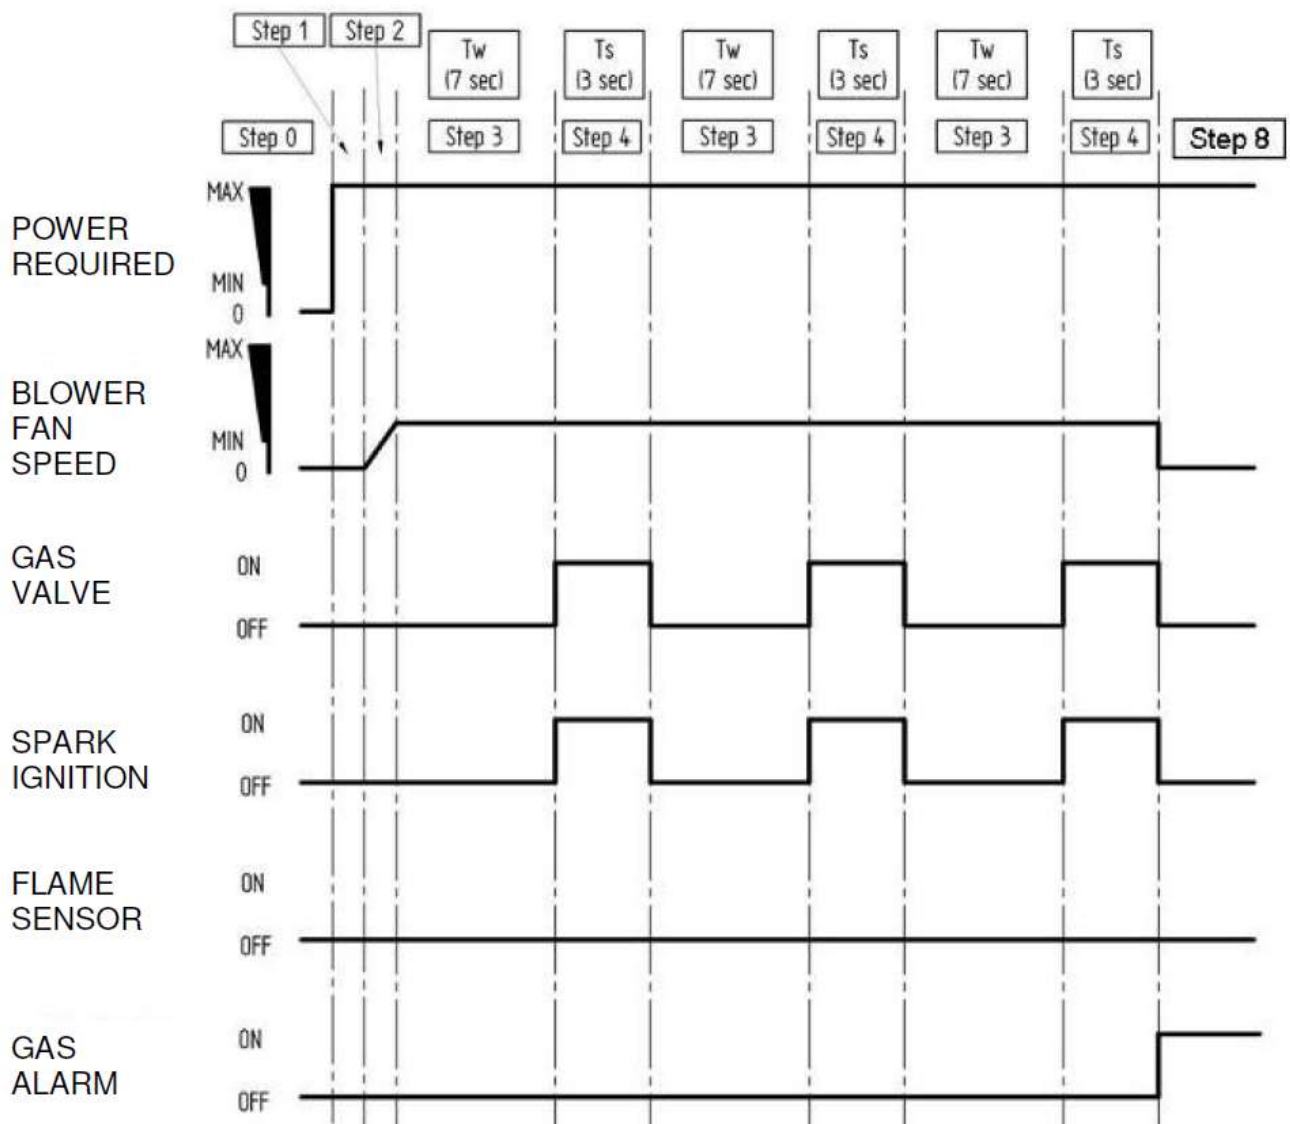 Step 1
Step 2
Tw
(7 sec)
Ts
(3 sec)
Tw
(7 sec)
Ts
(3 sec)
Tw
(7 sec)
Ts
(3 sec)
Step 0
Step 3
Step 4
Step 3
Step 4
Step 3
Step 4
Step 8
POWER
REQUIRED
MAX
MIN
0
BLOWER
FAN
SPEED
MAX
MIN
0
GAS
VALVE
ON
OFF
SPARK
IGNITION
ON
OFF
FLAME
SENSOR
ON
OFF
GAS
ALARM
ON
OFF